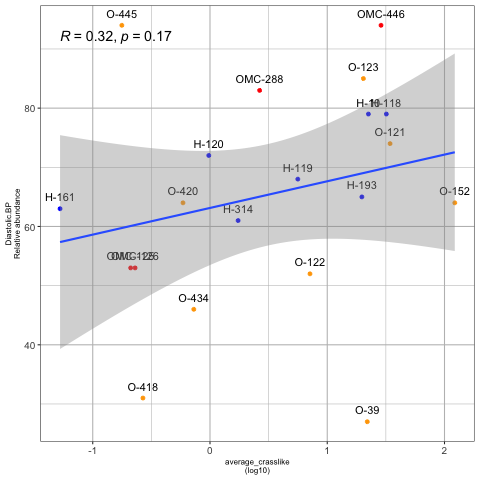 O-445
OMC-446
R = 0.32, p = 0.17
O-123
OMC-288
H-118
O-121
H-120
H-119
H-161
O-420
H-193
O-152
H-314
O-122
O-434
O-418
O-39
80
60
40
-1
0
1
2
Diastolic.BP
Relative abundance
average_crasslike
(log10)